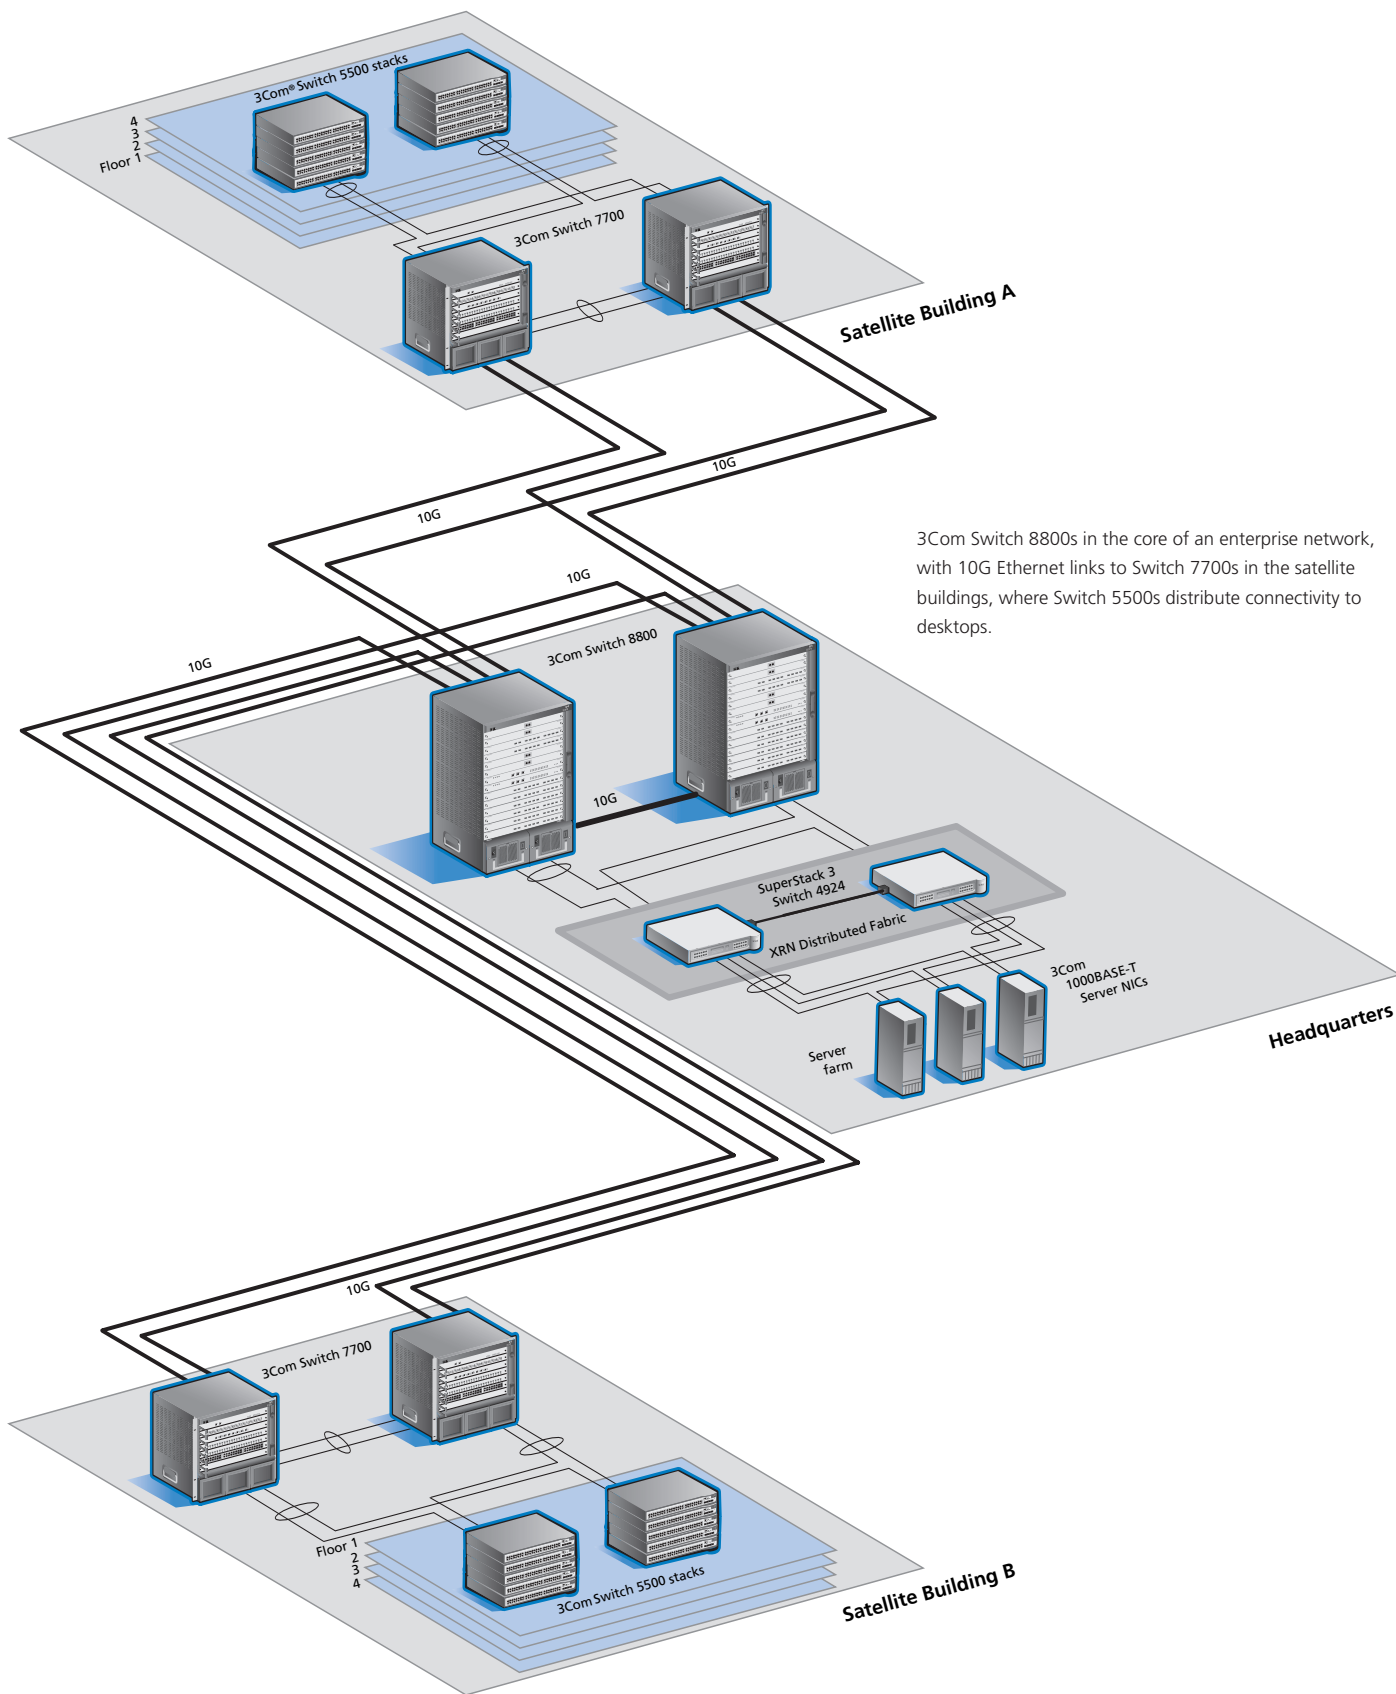 3Com® Switch 5500 stacks
4
3
2
Floor 1
3Com Switch 7700
Satellite Building A
10G
10G
3Com Switch 8800s in the core of an enterprise network,
with 10G Ethernet links to Switch 7700s in the satellite
buildings, where Switch 5500s distribute connectivity to
desktops.
10G
10G
3Com Switch 8800
10G
SuperStack 3
Switch 4924
XRN Distributed Fabric
3Com
1000BASE-T
Server NICs
Server
farm
Headquarters
10G
3Com Switch 7700
Floor 1
2
3
4
3Com Switch 5500 stacks
Satellite Building B